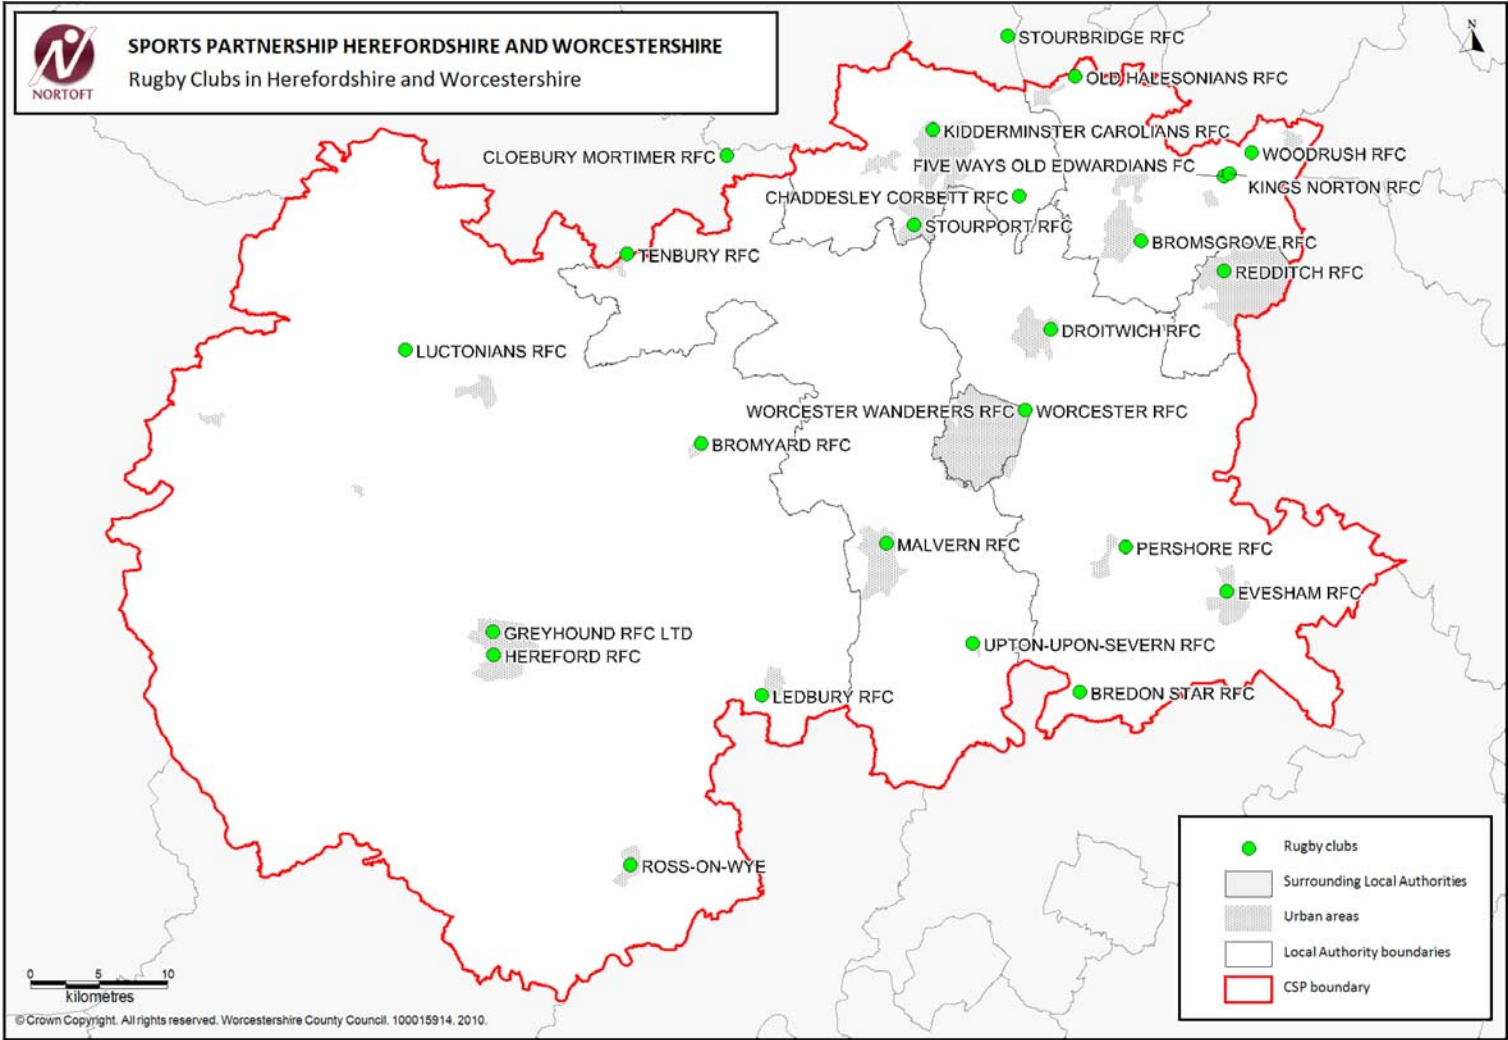 SPORTS PARTNERSHIP HEREFORDSHIRE AND WORCESTERSHIRE
Rugby Clubs in Herefordshire and Worcestershire
NORTOFT
N
STOURBRIDGE RFC
OLD HALESONIANS RFC
KIDDERMINSTER CAROLIANS RFC
CLOEBURY MORTIMER RFC
WOODRUSH RFC
FIVE WAYS OLD EDWARDIANS FC
KINGS NORTON RFC
CHADDESLEY CORBETT RFC
STOURPORT RFC
BROMSGROVE RFC
TENBURY RFC
REDDITCH RFC
DROITWICH RFC
LUCTONIANS RFC
WORCESTER WANDERERS RFC
WORCESTER RFC
BROMYARD RFC
MALVERN RFC
PERSHORE RFC
EVESHAM RFC
GREYHOUND RFC LTD
HEREFORD RFC
UPTON-UPON-SEVERN RFC
LEDBURY RFC
BREDON STAR RFC
ROSS-ON-WYE
Rugby clubs
Surrounding Local Authorities
Urban areas
Local Authority boundaries
CSP boundary
0 5 10
kilometres
© Crown Copyright. All rights reserved. Worcestershire County Council. 100015914. 2010.